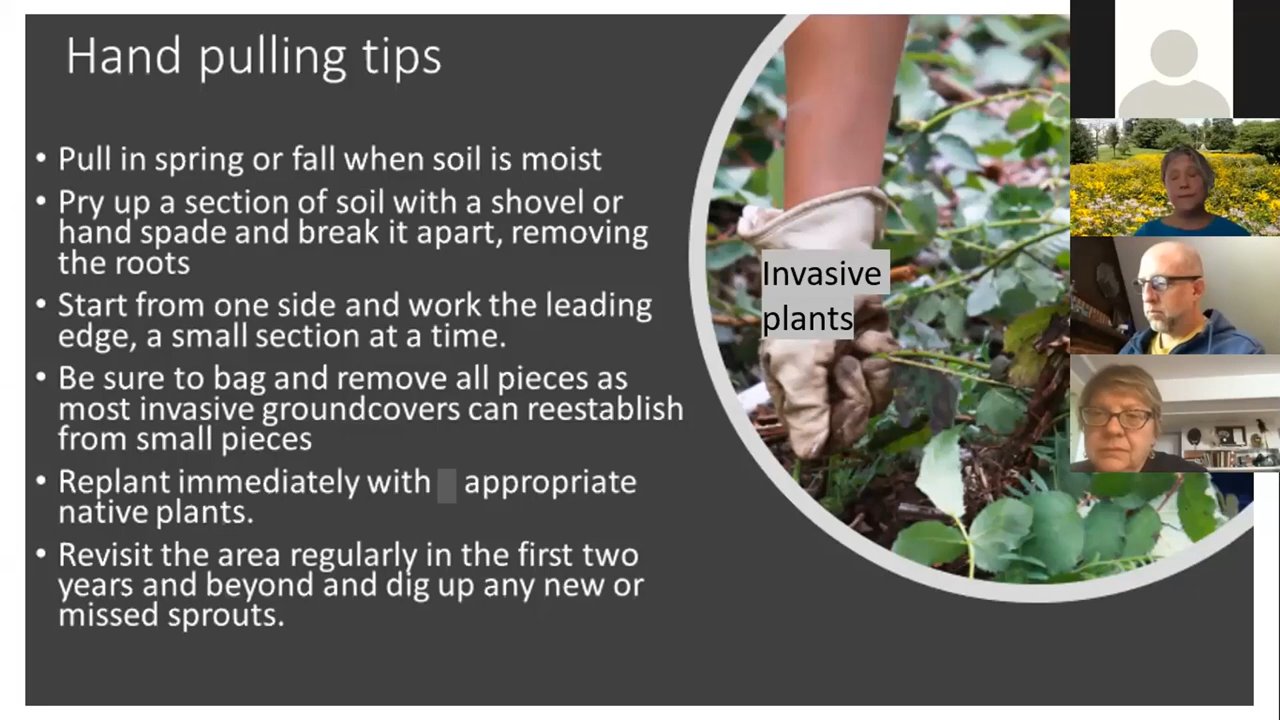 Hand pulling tips
• Pull in spring or fall when soil is moist
• Pry up a section of soil with a shovel or
hand spade and break it apart, removing
the roots
• Start from one side and work the leading
edge, a small section at a time.
• Be sure to bag and remove all pieces as
most invasive groundcovers can reestablish
from small pieces
• Replant immediately with appropriate
native plants.
• Revisit the area regularly in the first two
years and beyond and dig up any new or
missed sprouts.
Invasive
plants